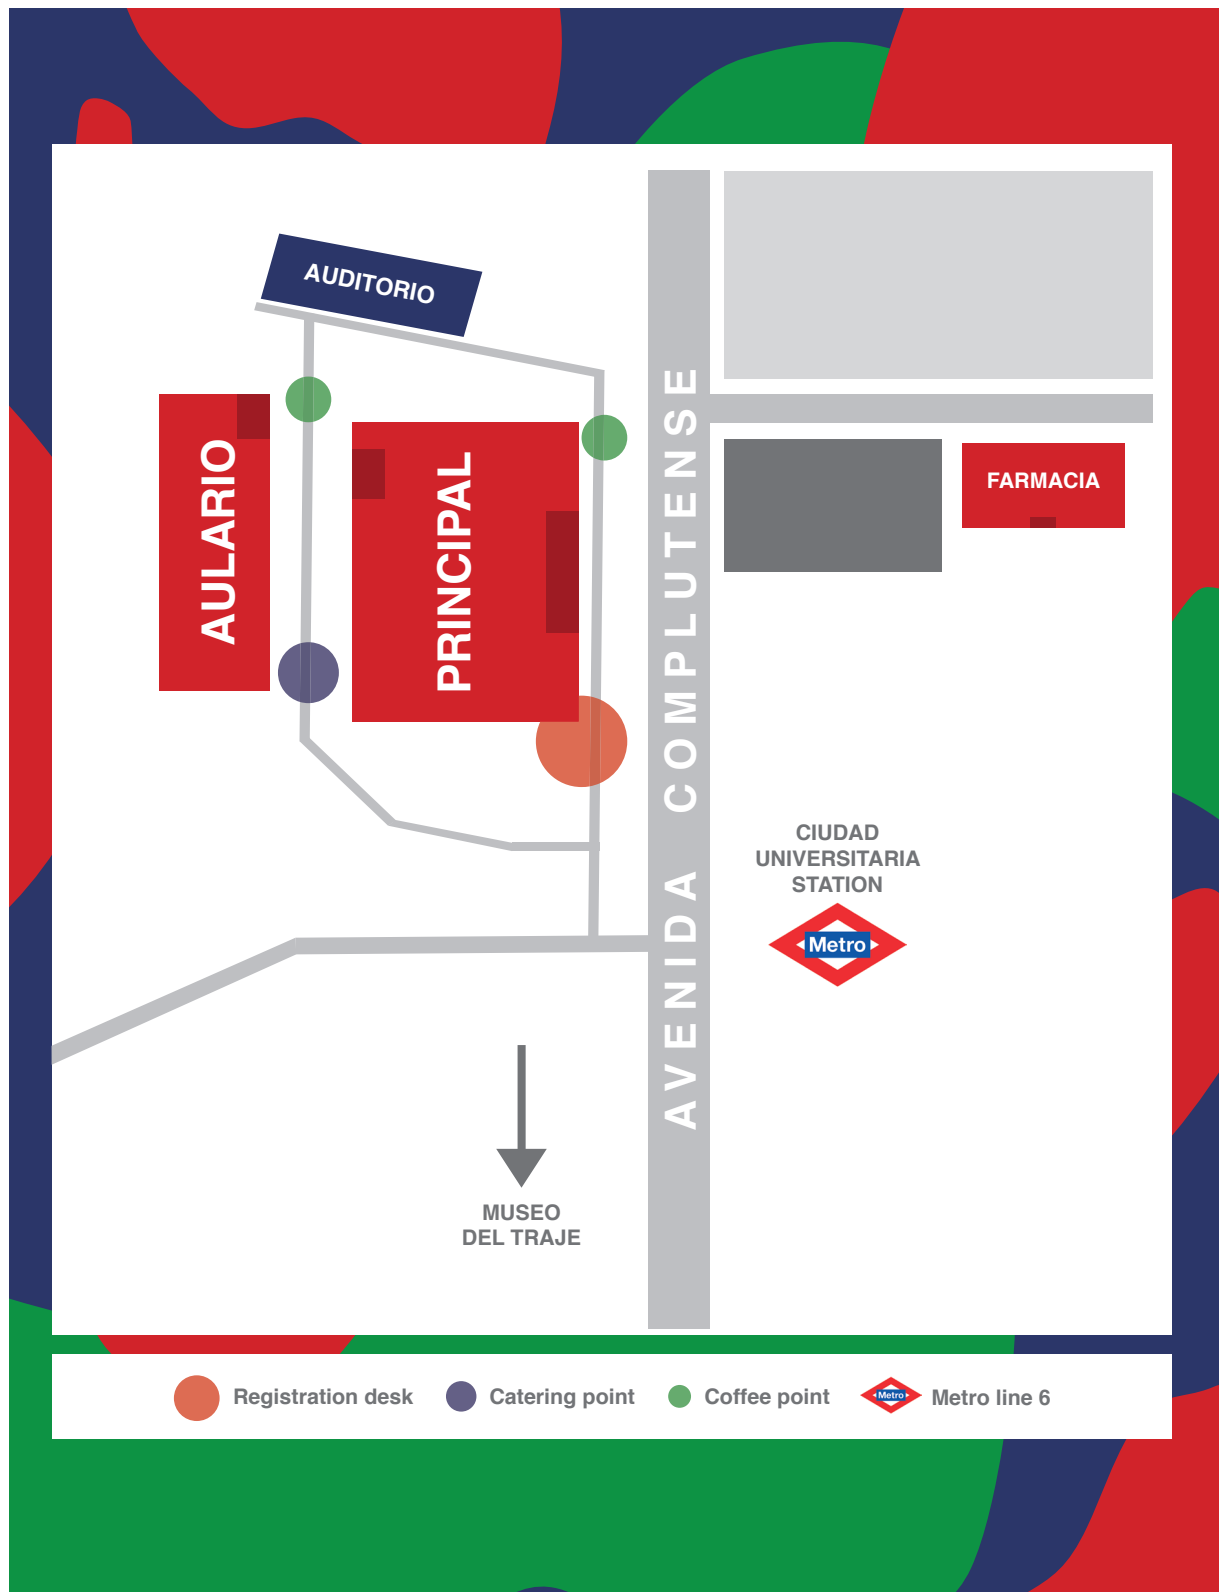 AUDITORIO
AULARIO
PRINCIPAL
AVENIDA COMPLUTENSE
FARMACIA
CIUDAD
UNIVERSITARIA
STATION
Metro
MUSEO
DEL TRAJE
Registration desk
Catering point
Coffee point
Metro
Metro line 6